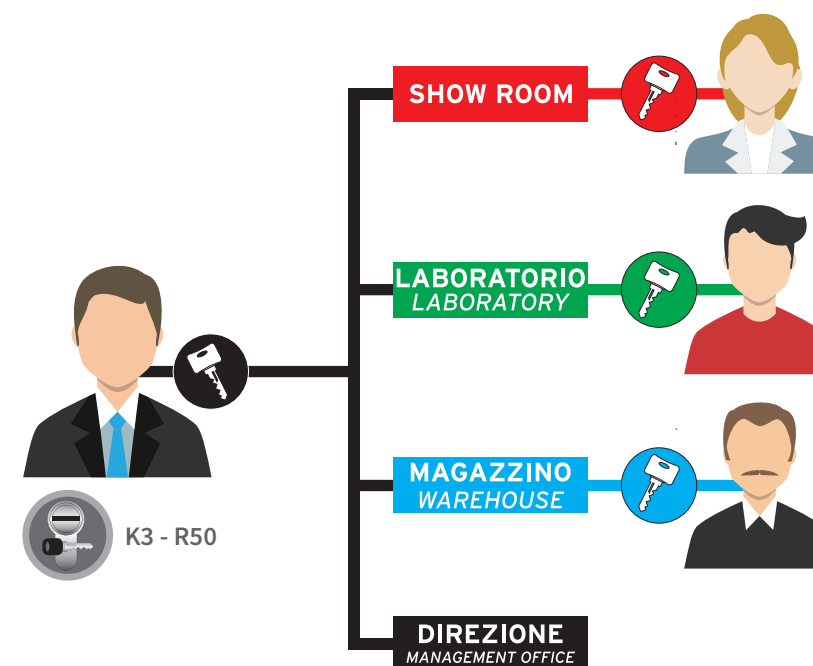 SHOW ROOM
LABORATORIO
LABORATORY
MAGAZZINO
WAREHOUSE
K3 - R50
DIREZIONE
MANAGEMENT OFFICE